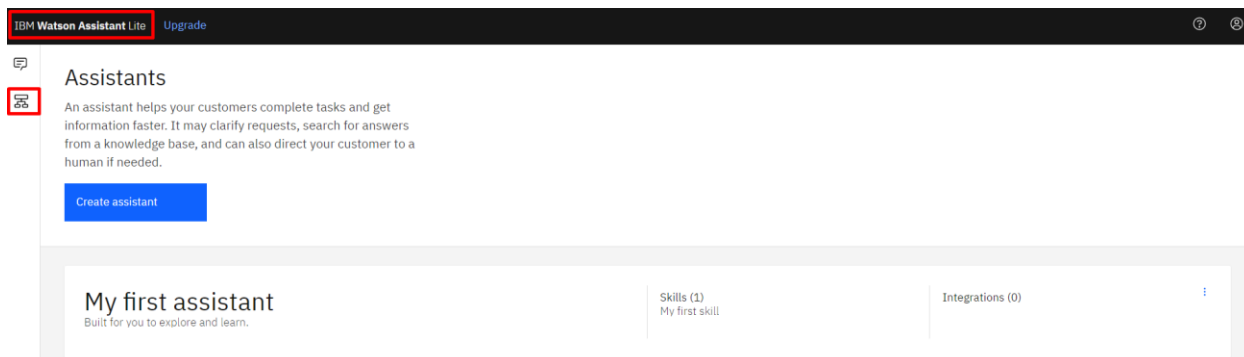 IBM Watson Assistant Lite Upgrade
Assistants
An assistant helps your customers complete tasks and get
information faster. It may clarify requests, search for answers
from a knowledge base, and can also direct your customer to a
human if needed.
Create assistant
My first assistant
Built for you to explore and learn.
Skills (1)
My first skill
Integrations (0)